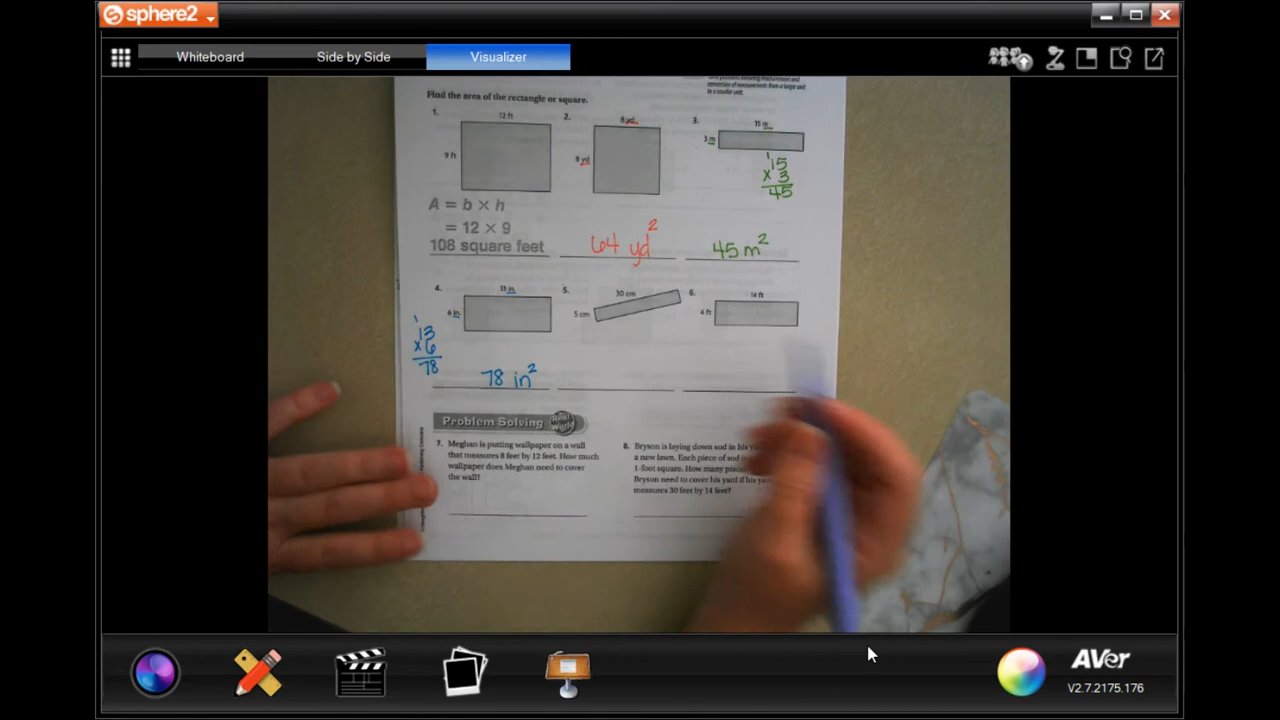 sphere2
Whiteboard Side by Side Visualizer
Find the area of the rectangle or square.
1. 12 ft 2. 8 yd 3. 15 m
9 ft 8 yd 3 m
1
15
× 3
45
A = b × h
= 12 × 9
108 square feet 64 yd² 45 m²
4. 13 in. 5. 30 cm 6. 14 ft
6 in. 5 cm 4 ft
1
13
×6
78
78 in²
Problem Solving Real World
7. Meghan is putting wallpaper on a wall
that measures 8 feet by 12 feet. How much
wallpaper does Meghan need to cover
the wall?
8. Bryson is laying down sod in his
a new lawn. Each piece of sod
1-foot square. How many
Bryson need to cover his yard if his
measures 30 feet by 14 feet?
AVer
V2.7.2175.176